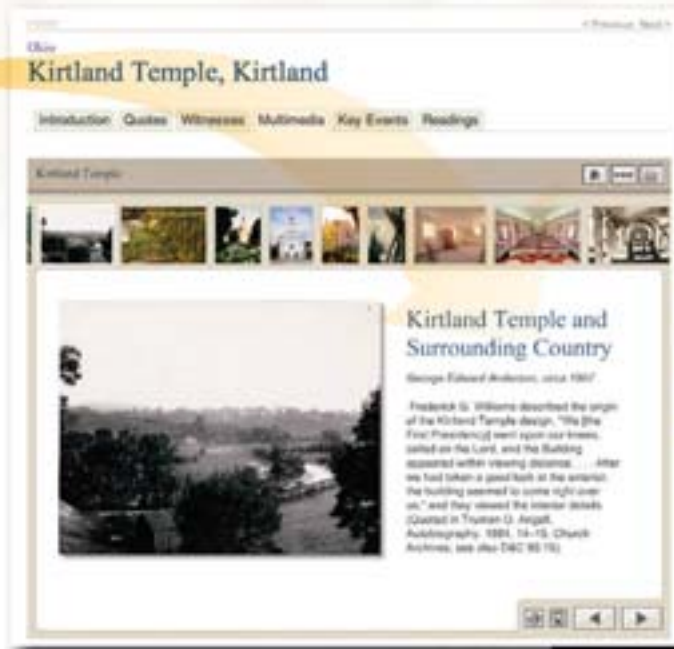 < Previous Next >
Ohio
Kirtland Temple, Kirtland
Introduction Quotes Witnesses Multimedia Key Events Readings
Kirtland Temple
Kirtland Temple and
Surrounding Country
George Edward Anderson, circa 1907
Frederick G. Williams described the origin
of the Kirtland Temple design, "We [the
First Presidency] went upon our knees,
called on the Lord, and the Building
appeared within viewing distance. . . . After
we had taken a good look at the exterior,
the building seemed to come right over
us," and they viewed the interior details.
(Quoted in Truman O. Angell,
Autobiography, 1884, 14–15, Church
Archives; see also D&C 95:15).